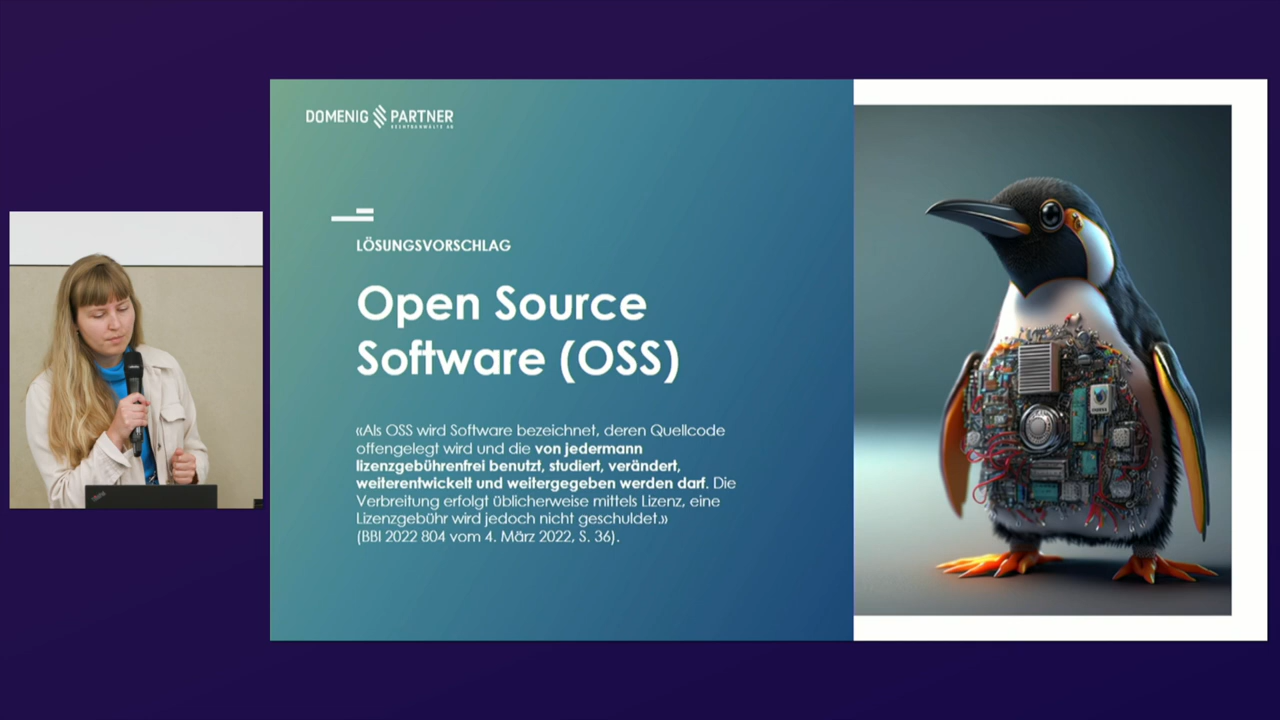 DOMENIG PARTNER
RECHTSANWÄLTE AG
LÖSUNGSVORSCHLAG
Open Source
Software (OSS)
«Als OSS wird Software bezeichnet, deren Quellcode
offengelegt wird und die von jedermann
lizenzgebührenfrei benutzt, studiert, verändert,
weiterentwickelt und weitergegeben werden darf. Die
Verbreitung erfolgt üblicherweise mittels Lizenz, eine
Lizenzgebühr wird jedoch nicht geschuldet.»
(BBl 2022 804 vom 4. März 2022, S. 36).